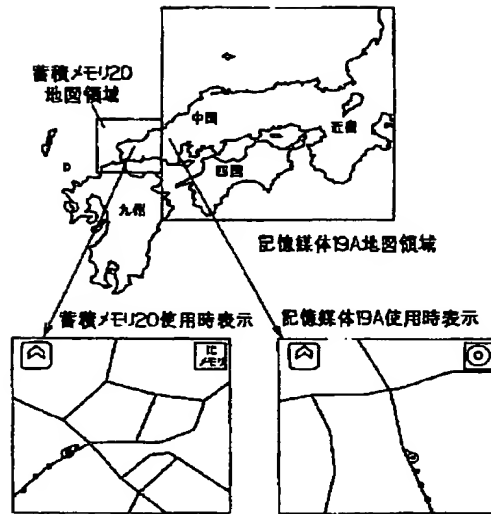 蓄積メモリ20
地図領域
中国
近畿
四国
九州
D
記憶媒体19A地図領域
蓄積メモリ20使用時表示
記憶媒体19A使用時表示
IC
メモリ